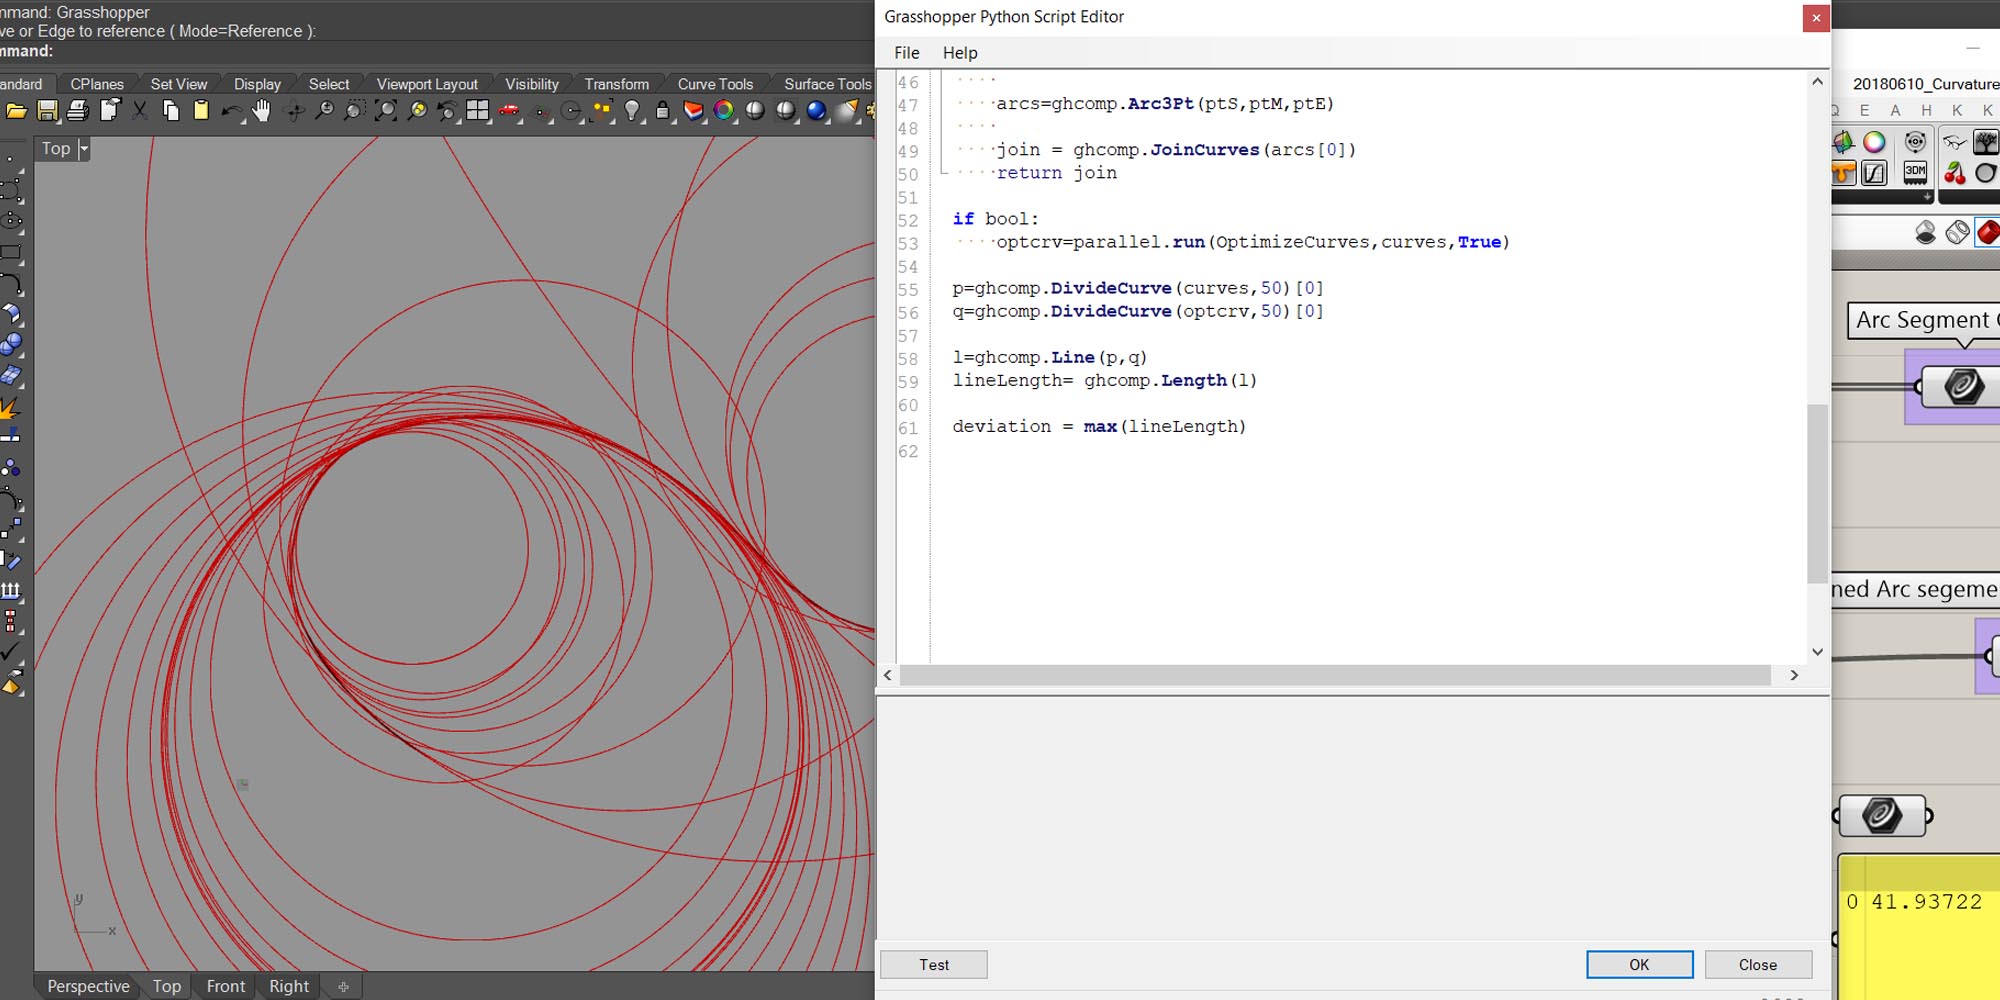 mmand: Grasshopper
ve or Edge to reference ( Mode=Reference ):
mmand:
andard CPlanes Set View Display Select Viewport Layout Visibility Transform Curve Tools Surface Tools
Top
y
x
Perspective Top Front Right
Grasshopper Python Script Editor
File Help
46
47 arcs=ghcomp.Arc3Pt(ptS,ptM,ptE)
48
49 join = ghcomp.JoinCurves(arcs[0])
50 return join
51
52 if bool:
53 optcrv=parallel.run(OptimizeCurves,curves,True)
54
55 p=ghcomp.DivideCurve(curves,50)[0]
56 q=ghcomp.DivideCurve(optcrv,50)[0]
57
58 l=ghcomp.Line(p,q)
59 lineLength= ghcomp.Length(l)
60
61 deviation = max(lineLength)
62
Test OK Close
20180610_Curvature
Q E A H K K
3DM
Arc Segment
ned Arc segeme
0 41.93722